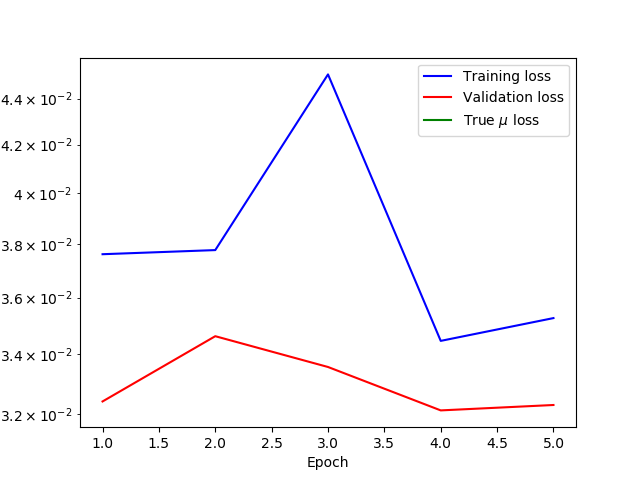 Training loss
Validation loss
True μ loss
4.4 × 10⁻²
4.2 × 10⁻²
4 × 10⁻²
3.8 × 10⁻²
3.6 × 10⁻²
3.4 × 10⁻²
3.2 × 10⁻²
1.0 1.5 2.0 2.5 3.0 3.5 4.0 4.5 5.0
Epoch